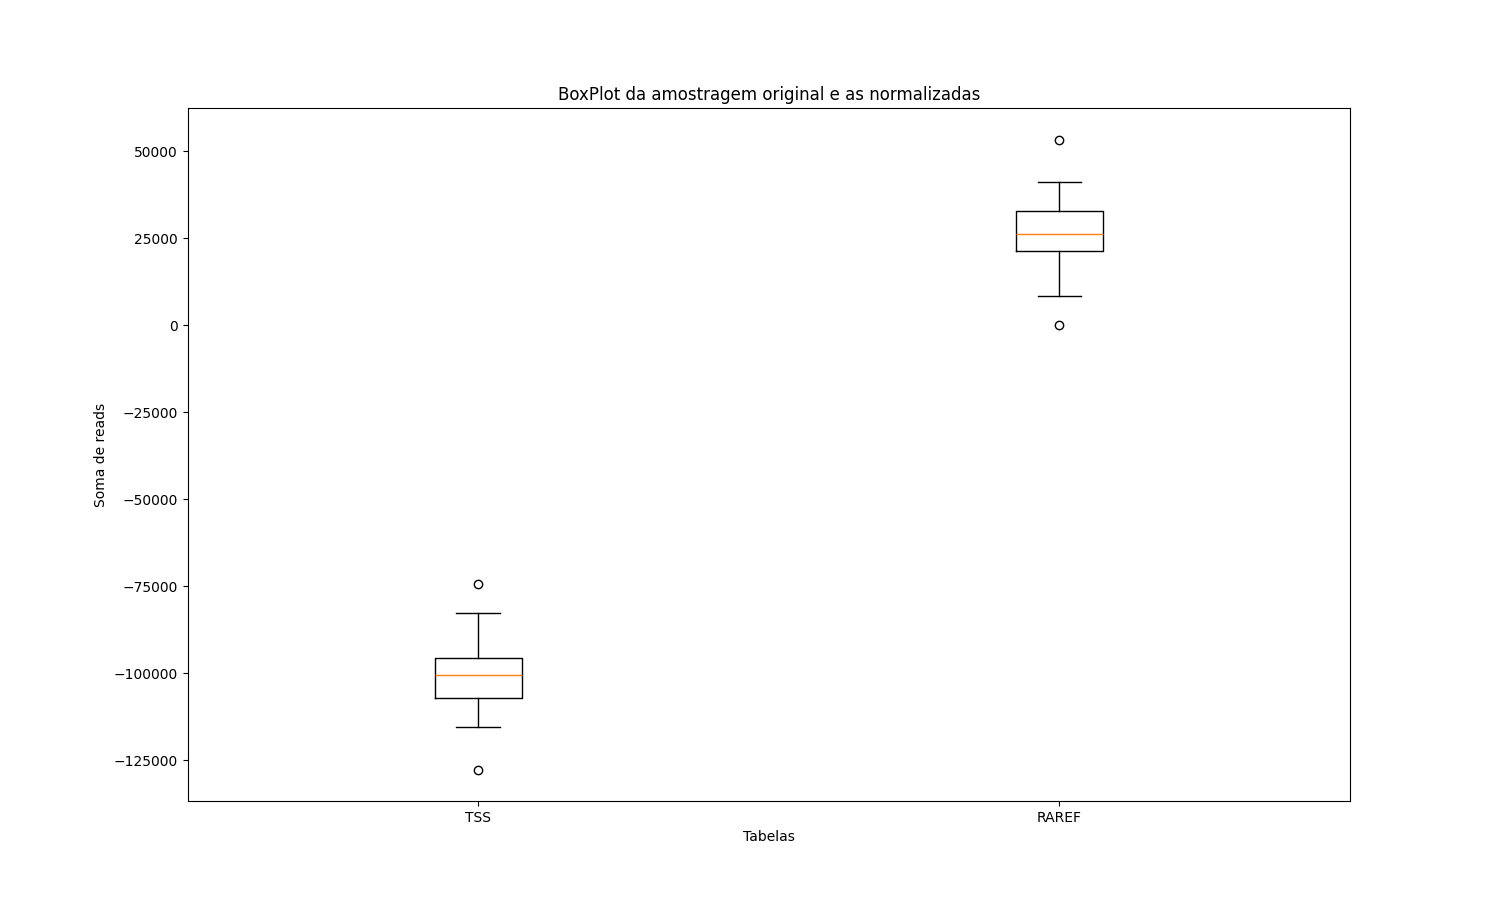 BoxPlot da amostragem original e as normalizadas
50000
25000
0
−25000
−50000
−75000
−100000
−125000
Soma de reads
TSS
RAREF
Tabelas